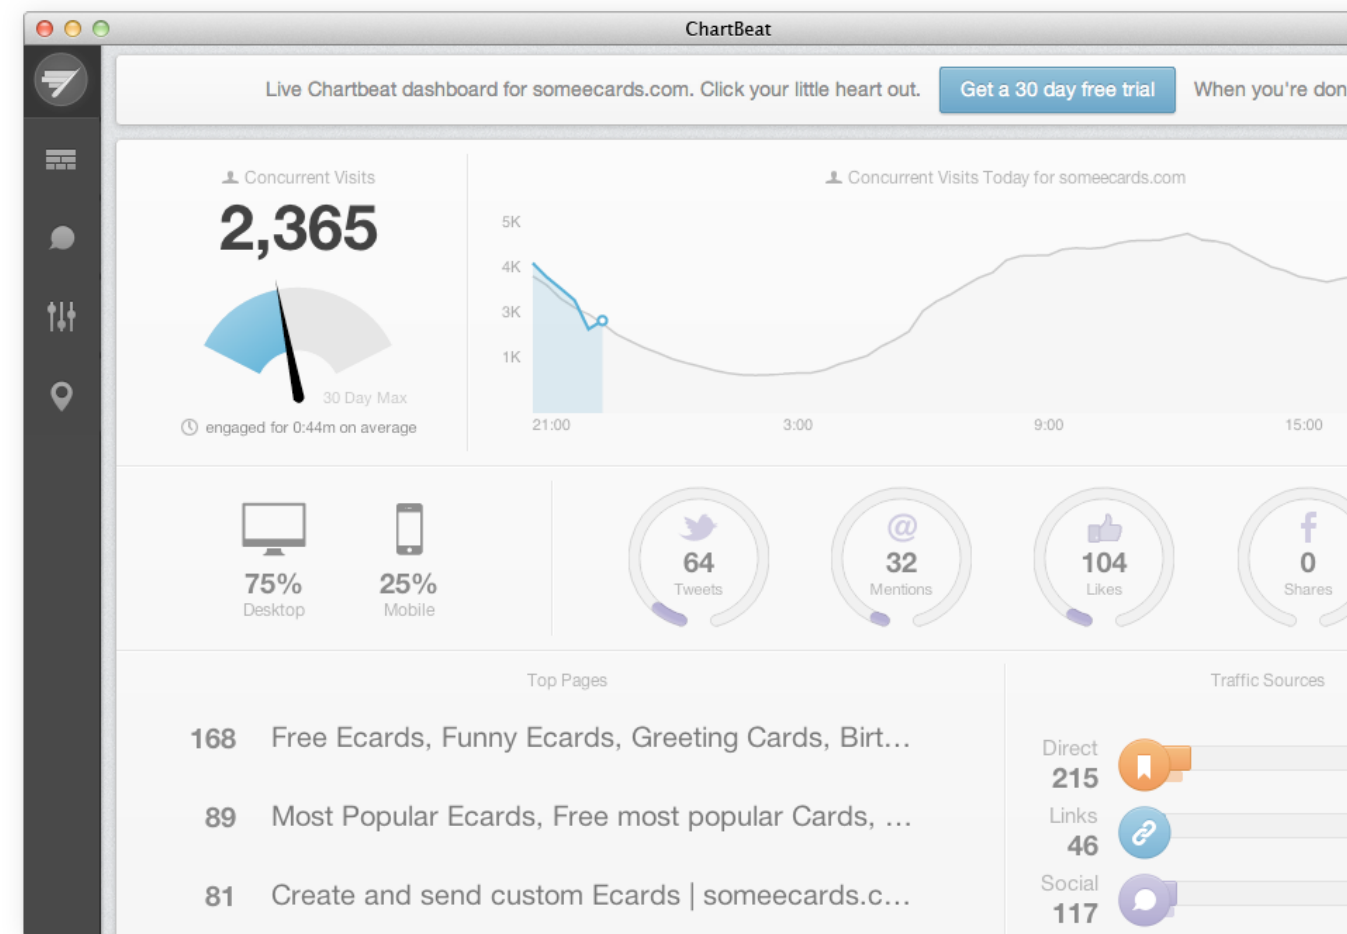 ChartBeat
Live Chartbeat dashboard for someecards.com. Click your little heart out.
Get a 30 day free trial
When you're don
Concurrent Visits
2,365
30 Day Max
engaged for 0:44m on average
Concurrent Visits Today for someecards.com
5K
4K
3K
1K
21:00
3:00
9:00
15:00
75%
Desktop
25%
Mobile
64
Tweets
@
32
Mentions
104
Likes
f
0
Shares
Top Pages
168 Free Ecards, Funny Ecards, Greeting Cards, Birt...
89 Most Popular Ecards, Free most popular Cards, ...
81 Create and send custom Ecards | someecards.c...
Traffic Sources
Direct
215
Links
46
Social
117